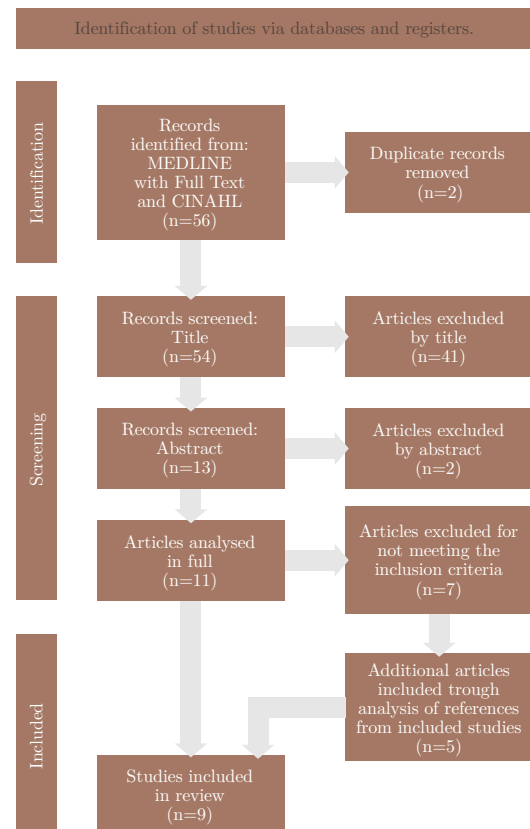 Identification of studies via databases and registers.
Identification
Records
identified from:
MEDLINE
with Full Text
and CINAHL
(n=56)
Duplicate records
removed
(n=2)
Screening
Records screened:
Title
(n=54)
Articles excluded
by title
(n=41)
Records screened:
Abstract
(n=13)
Articles excluded
by abstract
(n=2)
Articles analysed
in full
(n=11)
Articles excluded for
not meeting the
inclusion criteria
(n=7)
Included
Additional articles
included trough
analysis of references
from included studies
(n=5)
Studies included
in review
(n=9)